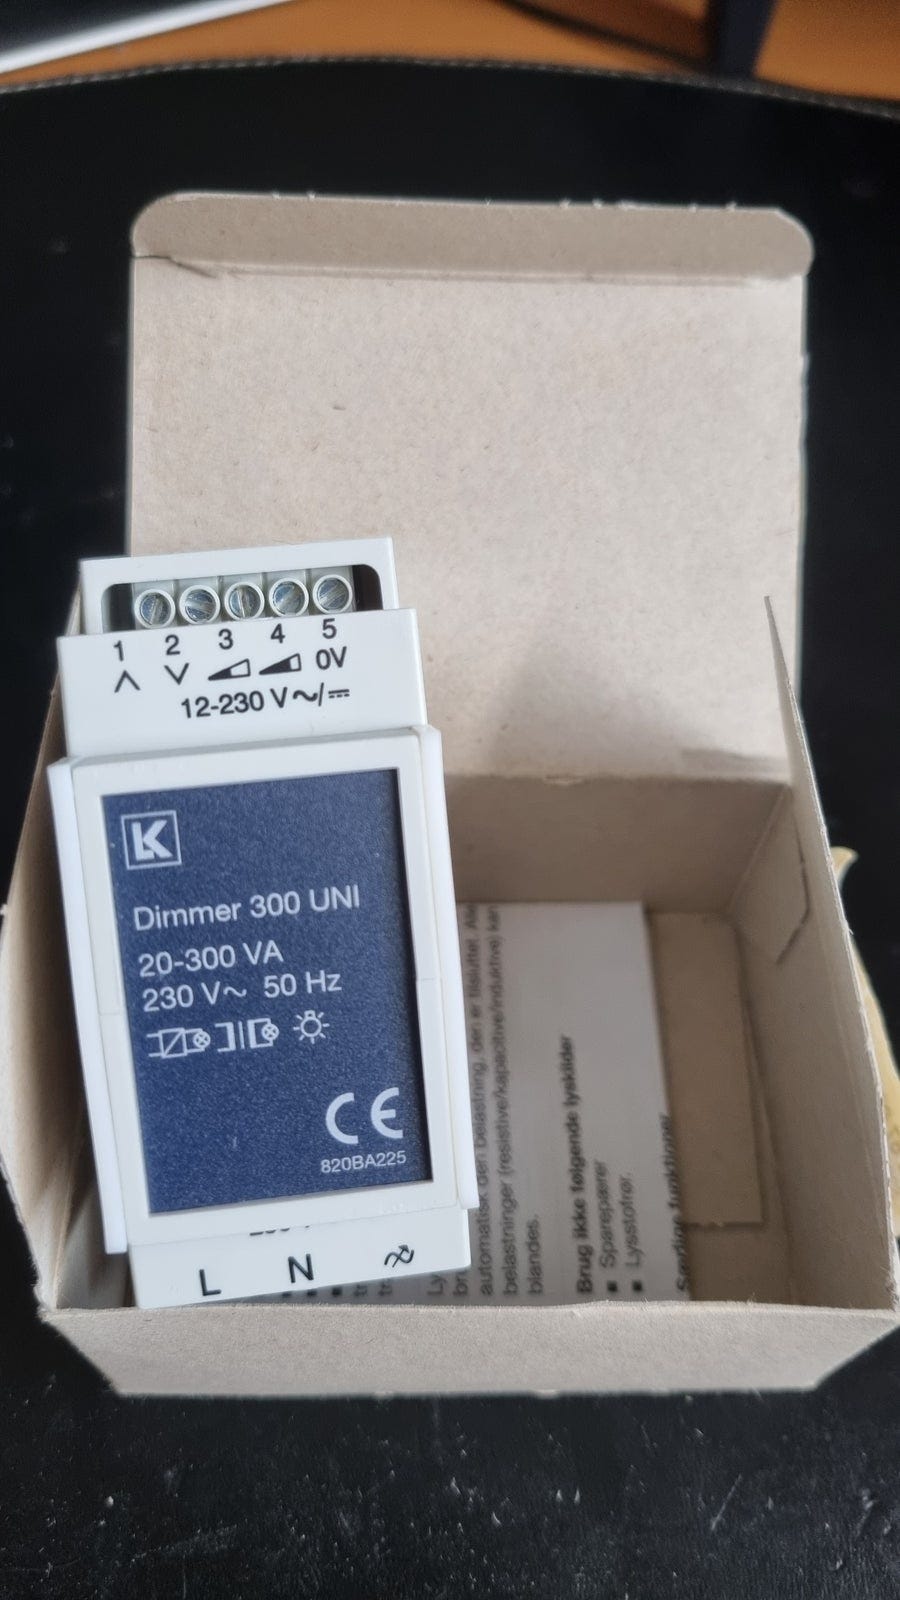 1 2 3 4 5
0V
12-230 V~/⎓
LK
Dimmer 300 UNI
20-300 VA
230 V~ 50 Hz
CE
820BA225
L N
automatisk den belastning, den er tilsluttet.
belastninger (resistive/kapacitive/induktive) kan
blandes.
Brug ikke følgende lyskilder
■ Sparepærer
■ Lysstofrør.